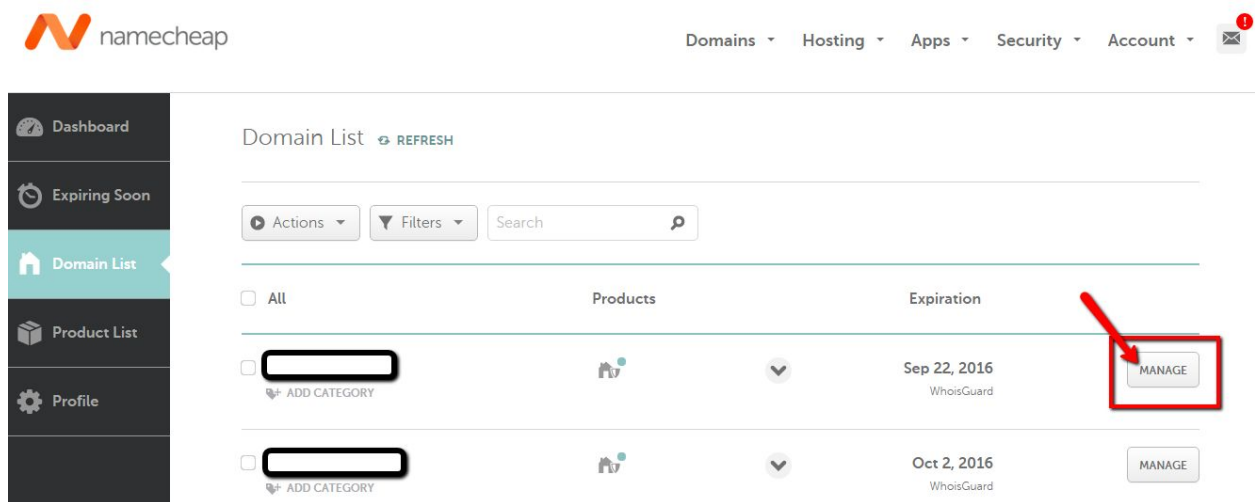 namecheap
Domains Hosting Apps Security Account !
Dashboard
Expiring Soon
Domain List
Product List
Profile
Domain List REFRESH
Actions Filters Search
All Products Expiration
Sep 22, 2016 MANAGE
ADD CATEGORY WhoisGuard
Oct 2, 2016 MANAGE
ADD CATEGORY WhoisGuard